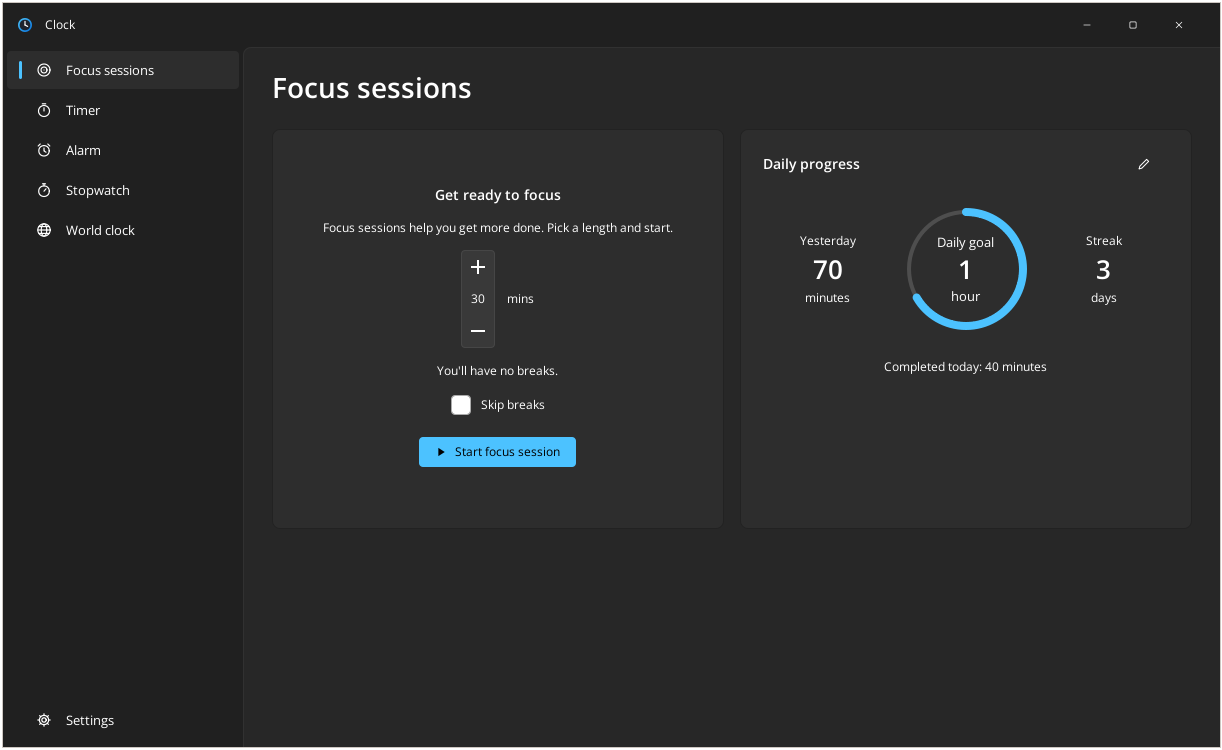 Clock
Focus sessions
Timer
Alarm
Stopwatch
World clock
Settings
Focus sessions
Get ready to focus
Focus sessions help you get more done. Pick a length and start.
30 mins
You'll have no breaks.
Skip breaks
Start focus session
Daily progress
Yesterday
70
minutes
Daily goal
1
hour
Streak
3
days
Completed today: 40 minutes